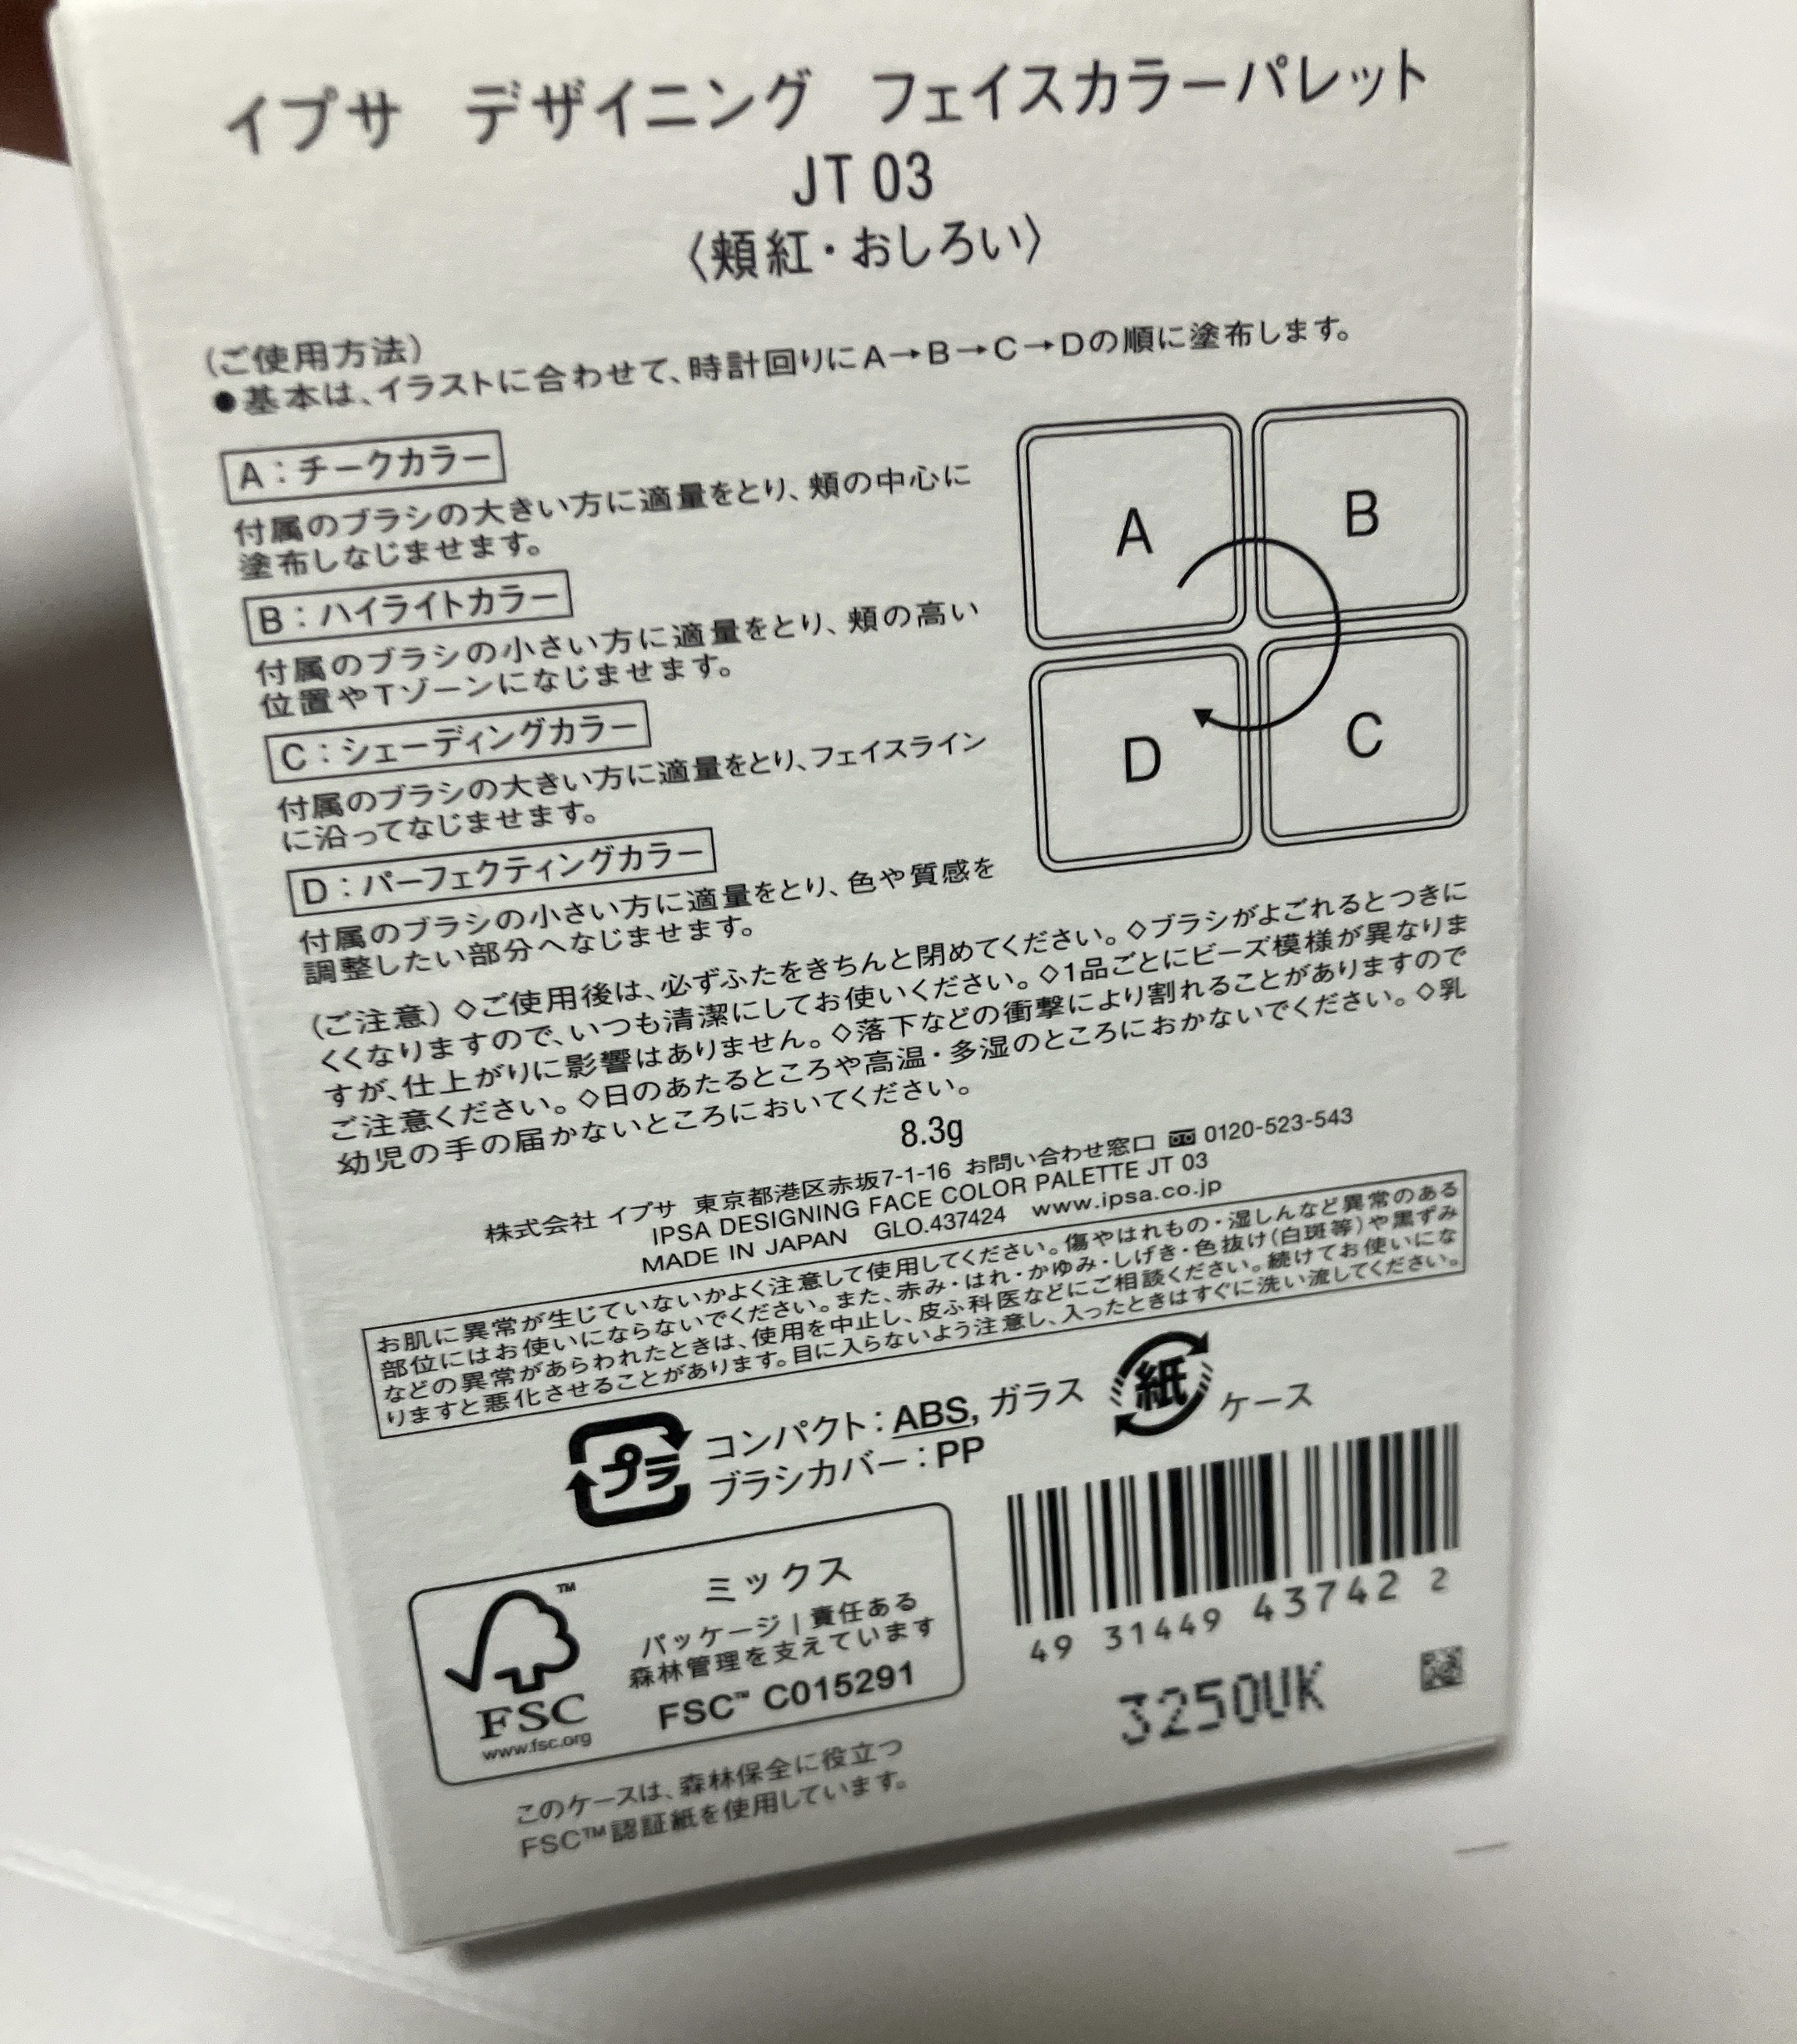 イプサ　デザイニング　フェイスカラーパレット
JT 03
〈頬紅・おしろい〉
(ご使用方法)
●基本は、イラストに合わせて、時計回りにA→B→C→Dの順に塗布します。
A：チークカラー
付属のブラシの大きい方に適量をとり、頬の中心に
塗布しなじませます。
B：ハイライトカラー
付属のブラシの小さい方に適量をとり、頬の高い
位置やTゾーンになじませます。
C：シェーディングカラー
付属のブラシの大きい方に適量をとり、フェイスライン
に沿ってなじませます。
D：パーフェクティングカラー
付属のブラシの小さい方に適量をとり、色や質感を
調整したい部分へなじませます。
A
B
D
C
(ご注意)◇ご使用後は、必ずふたをきちんと閉めてください。◇ブラシがよごれるとつきに
くくなりますので、いつも清潔にしてお使いください。◇1品ごとにビーズ模様が異なりま
すが、仕上がりに影響はありません。◇落下などの衝撃により割れることがありますので
ご注意ください。◇日のあたるところや高温・多湿のところにおかないでください。◇乳
幼児の手の届かないところにおいてください。
8.3g
株式会社 イプサ 東京都港区赤坂7-1-16 お問い合わせ窓口 0120-523-543
IPSA DESIGNING FACE COLOR PALETTE JT 03
MADE IN JAPAN GLO.437424 www.ipsa.co.jp
お肌に異常が生じていないかよく注意して使用してください。傷やはれもの・湿しんなど異常のある
部位にはお使いにならないでください。また、赤み・はれ・かゆみ・しげき・色抜け(白斑等)や黒ずみ
などの異常があらわれたときは、使用を中止し、皮ふ科医などにご相談ください。続けてお使いにな
りますと悪化させることがあります。目に入らないよう注意し、入ったときはすぐに洗い流してください。
プラ
コンパクト：ABS, ガラス
ブラシカバー：PP
紙
ケース
TM
FSC
www.fsc.org
ミックス
パッケージ | 責任ある
森林管理を支えています
FSC™ C015291
49 31449 43742 2
3250UK
このケースは、森林保全に役立つ
FSC™認証紙を使用しています。